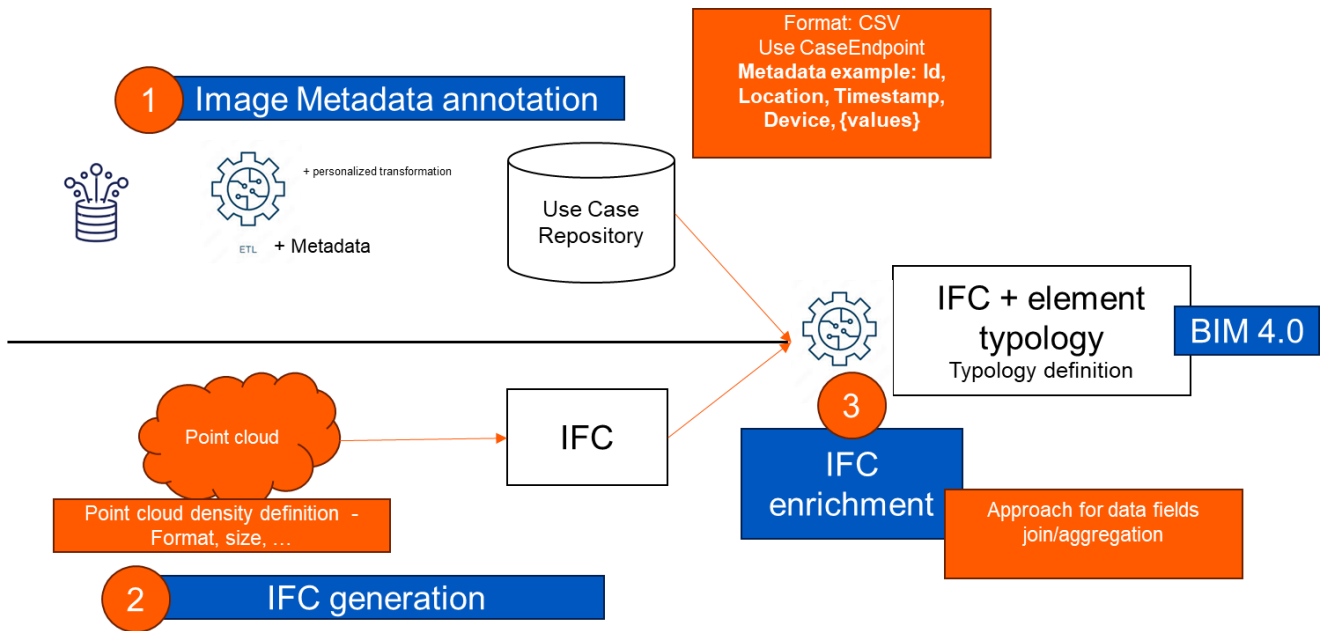 Format: CSV
Use CaseEndpoint
Metadata example: Id,
Location, Timestamp,
Device, {values}
1
Image Metadata annotation
+ personalized transformation
ETL
+ Metadata
Use Case
Repository
IFC + element
typology
Typology definition
BIM 4.0
Point cloud
IFC
3
IFC
enrichment
Point cloud density definition -
Format, size, …
Approach for data fields
join/aggregation
2
IFC generation